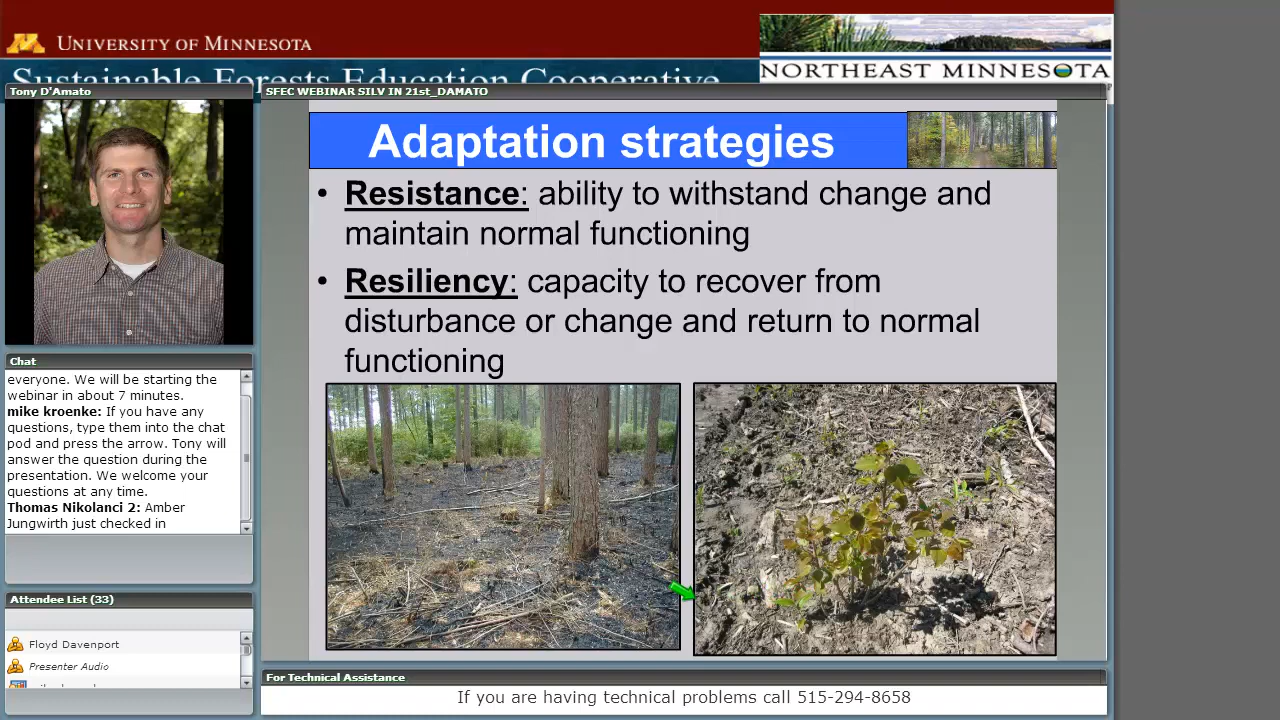 UNIVERSITY OF MINNESOTA
Sustainable Forests Education Cooperative
NORTHEAST MINNESOTA
Tony D'Amato
SFEC WEBINAR SILV IN 21st_DAMATO
Adaptation strategies
• Resistance: ability to withstand change and
maintain normal functioning
• Resiliency: capacity to recover from
disturbance or change and return to normal
functioning
Chat
everyone. We will be starting the
webinar in about 7 minutes.
mike kroenke: If you have any
questions, type them into the chat
pod and press the arrow. Tony will
answer the question during the
presentation. We welcome your
questions at any time.
Thomas Nikolanci 2: Amber
Jungwirth just checked in
Attendee List (33)
Floyd Davenport
Presenter Audio
For Technical Assistance
If you are having technical problems call 515-294-8658